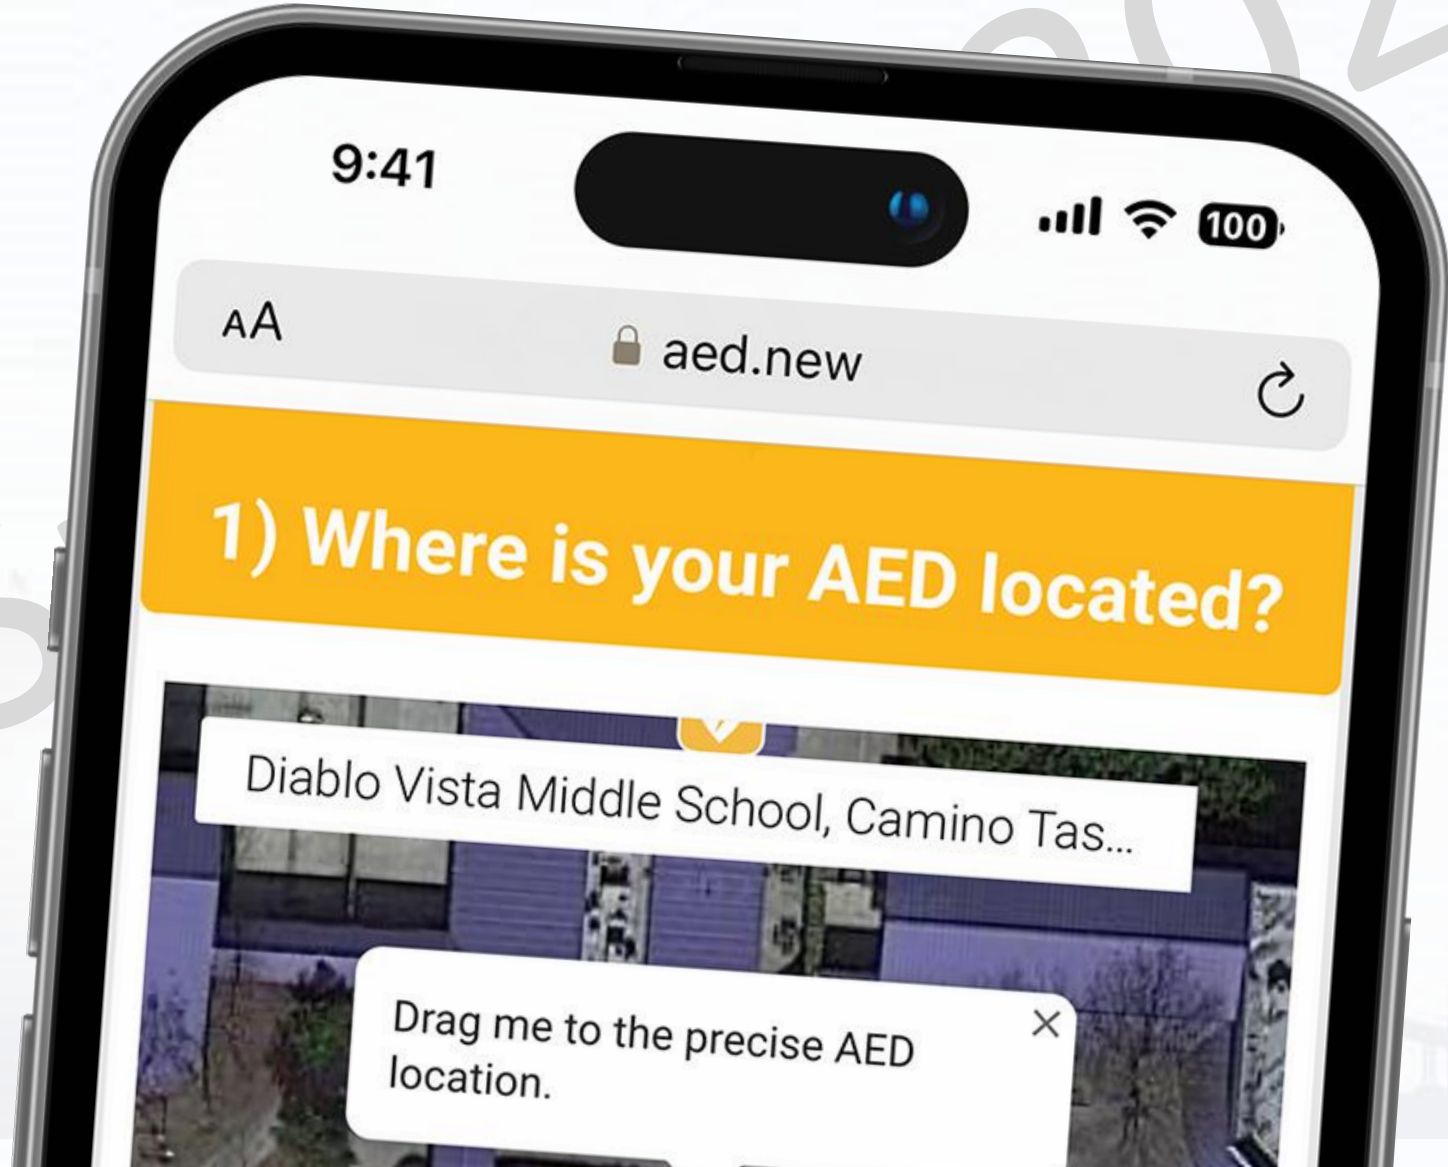 9:41
100
AA
aed.new
1) Where is your AED located?
Diablo Vista Middle School, Camino Tas...
Drag me to the precise AED
location.